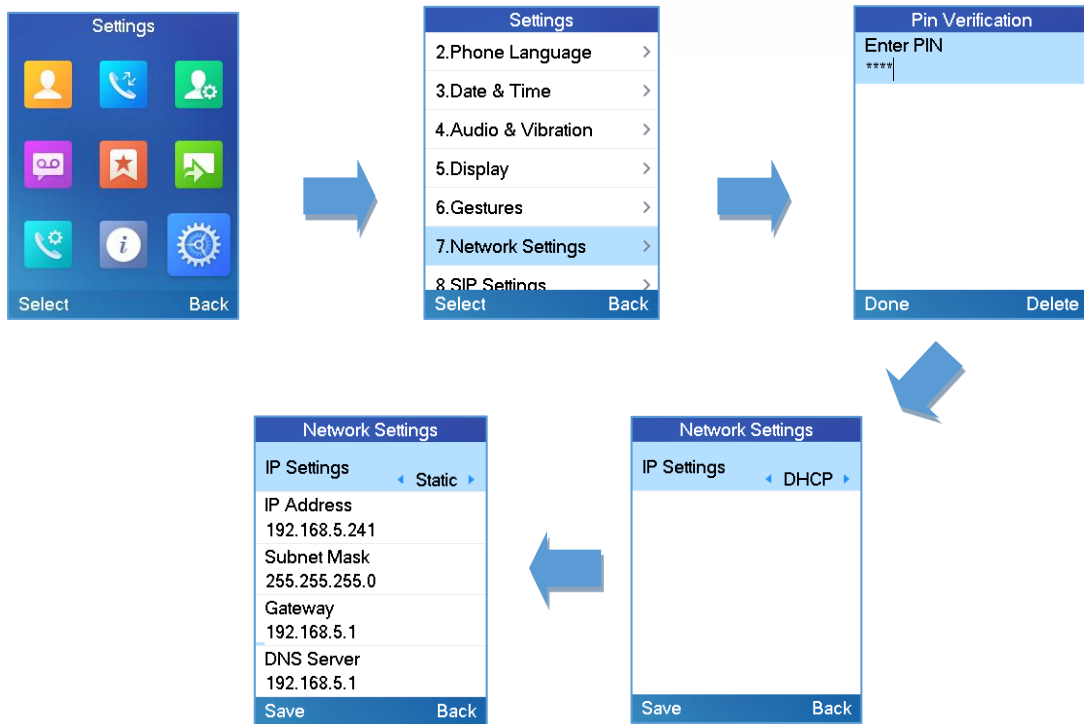 Settings
Select Back
Settings
2.Phone Language
3.Date & Time
4.Audio & Vibration
5.Display
6.Gestures
7.Network Settings
8 SIP Settings
Select Back
Pin Verification
Enter PIN
****
Done Delete
Network Settings
IP Settings
DHCP
Save Back
Network Settings
IP Settings
Static
IP Address
192.168.5.241
Subnet Mask
255.255.255.0
Gateway
192.168.5.1
DNS Server
192.168.5.1
Save Back